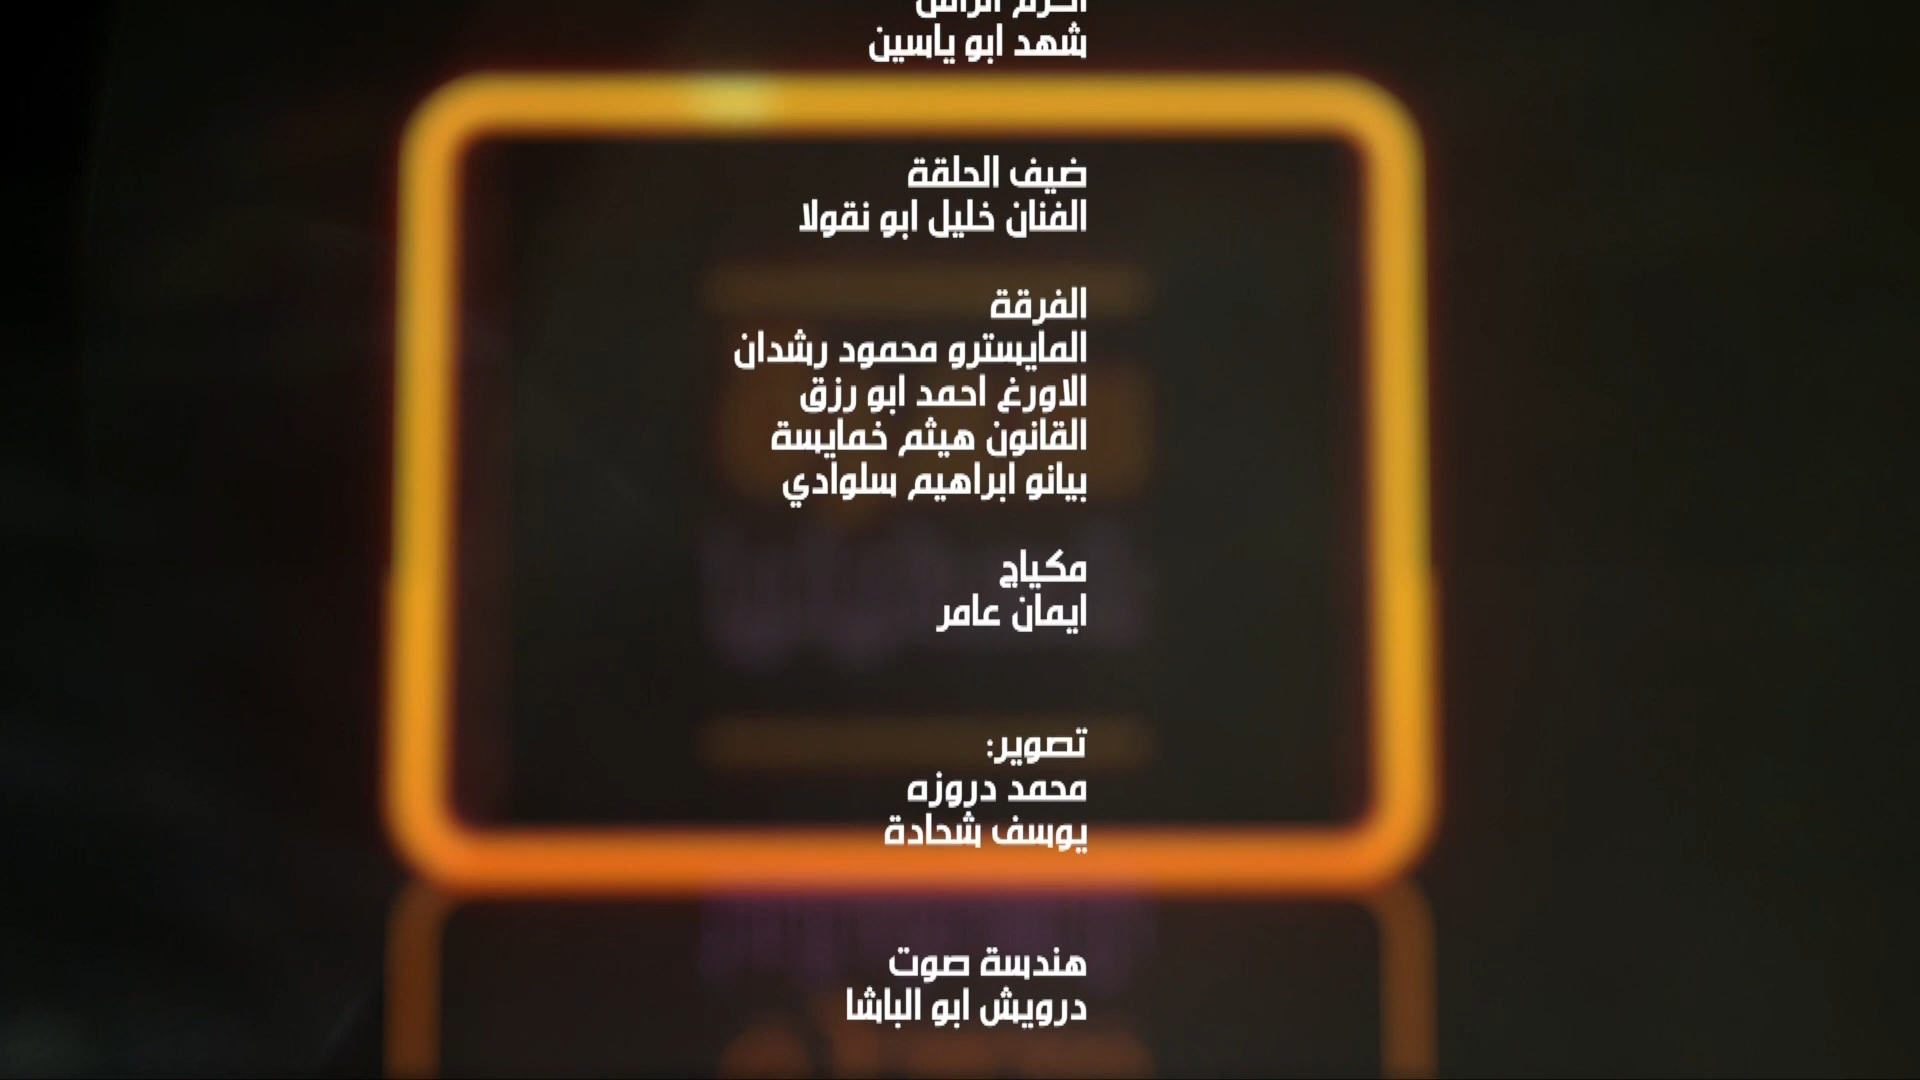 شهد ابو ياسين
ضيف الحلقة
الفنان خليل ابو نقولا
الفرقة
المايسترو محمود رشدان
الاورغ احمد ابو رزق
القانون هيثم خمايسة
بيانو ابراهيم سلوادي
مكياج
ايمان عامر
تصوير:
محمد دروزه
يوسف شحادة
هندسة صوت
درويش ابو الباشا